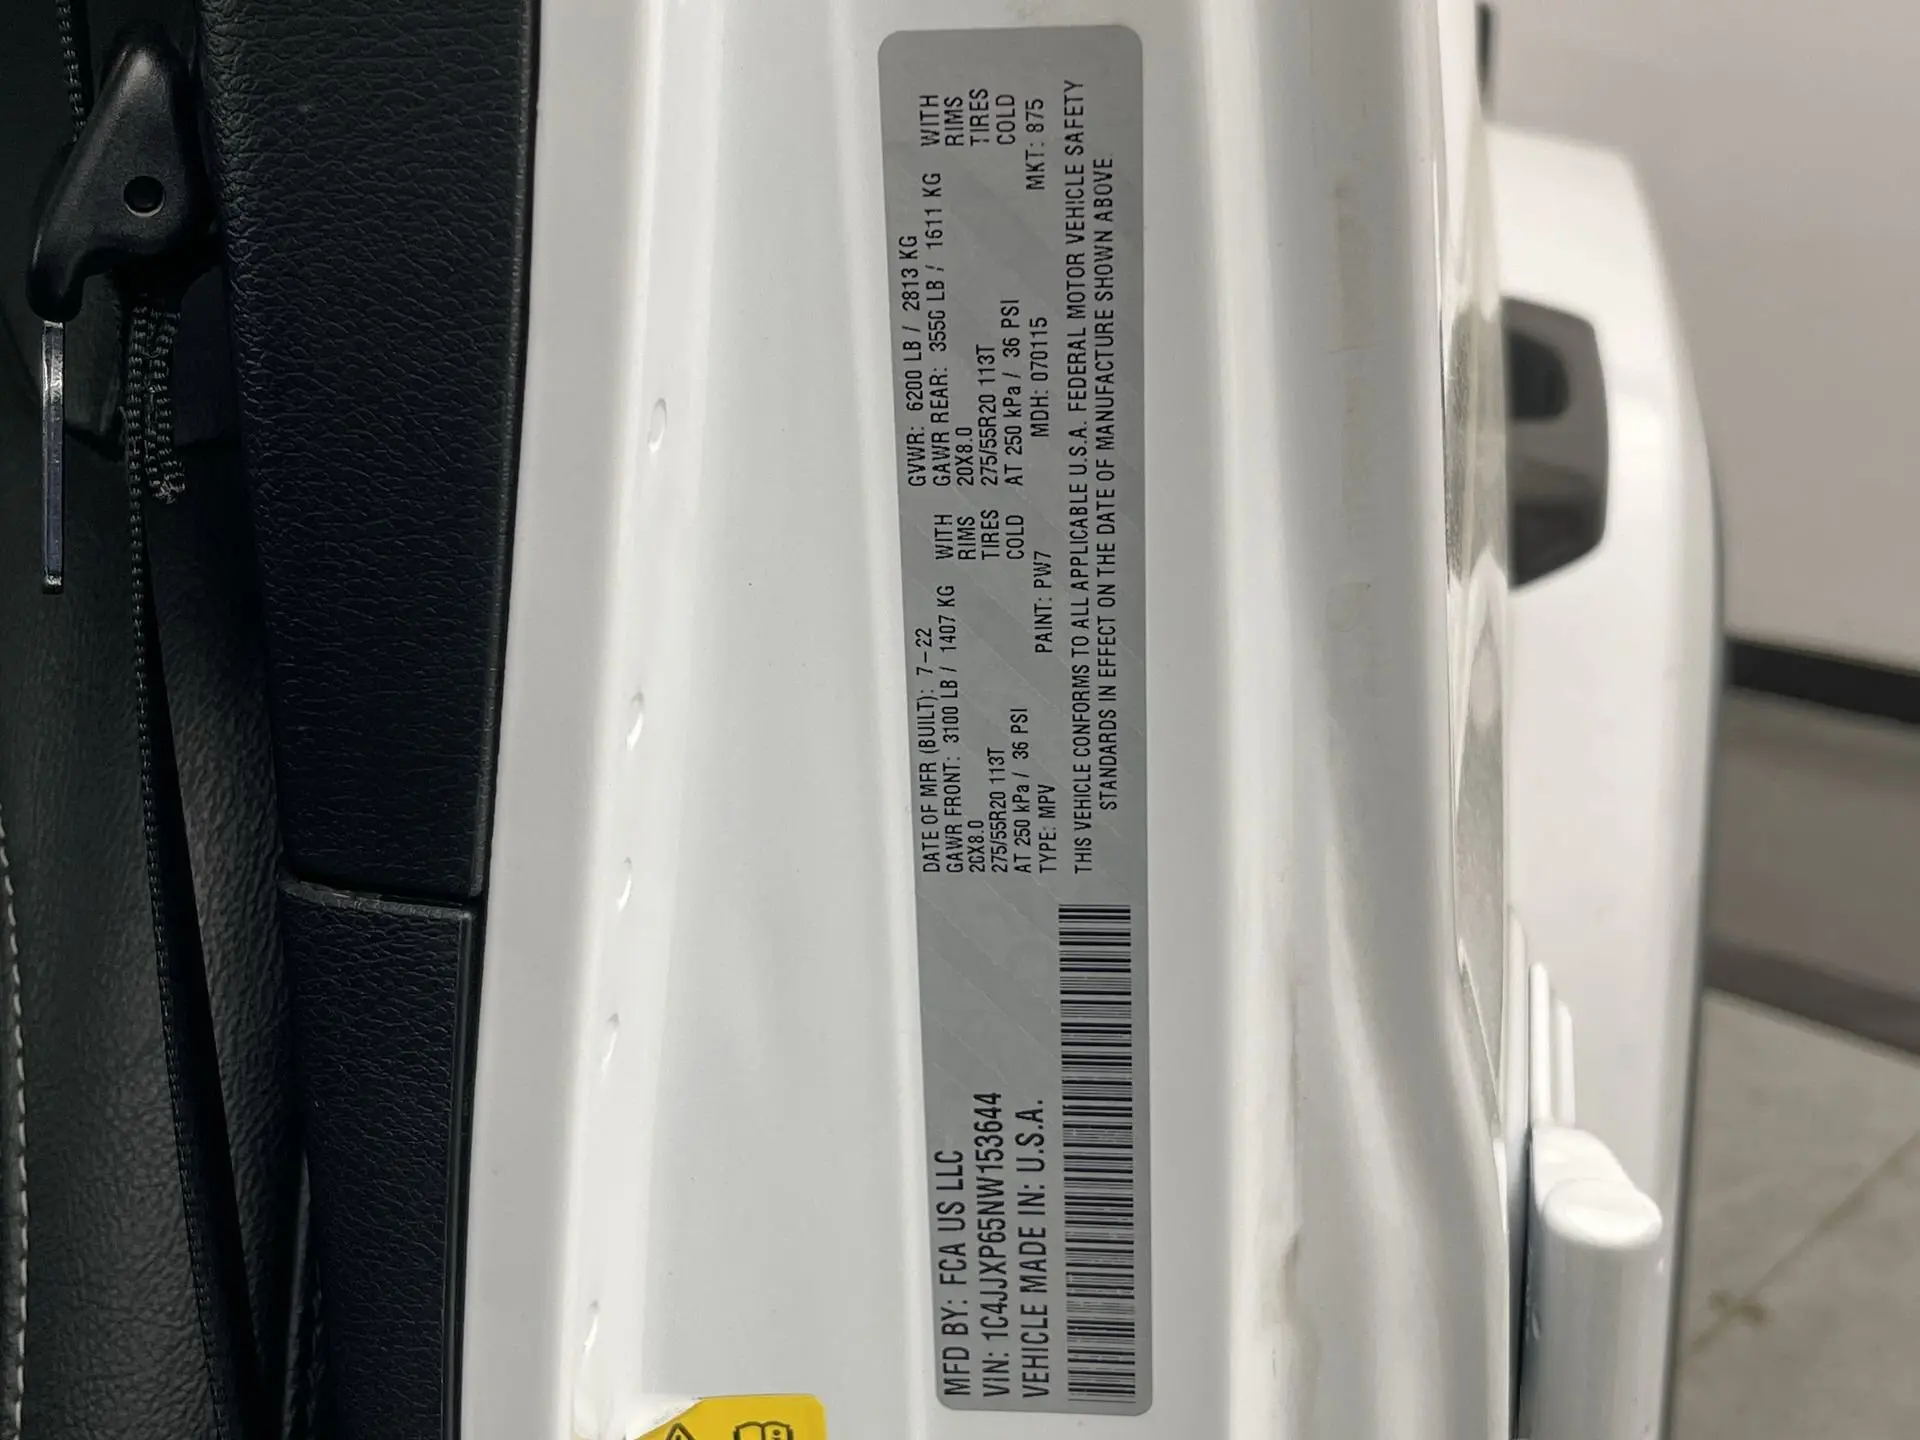 MFD BY: FCA US LLC
VIN: 1C4JJXP65NW153644
VEHICLE MADE IN: U.S.A.
DATE OF MFR (BUILT): 7-22 GVWR: 6200 LB / 2813 KG
GAWR FRONT: 3100 LB / 1407 KG WITH GAWR REAR: 3550 LB / 1611 KG WITH
20X8.0 RIMS 20X8.0 RIMS
275/55R20 113T TIRES 275/55R20 113T TIRES
AT 250 kPa / 36 PSI COLD AT 250 kPa / 36 PSI COLD
TYPE: MPV PAINT: PW7 MDH: 070115 MKT: 875
THIS VEHICLE CONFORMS TO ALL APPLICABLE U.S.A. FEDERAL MOTOR VEHICLE SAFETY
STANDARDS IN EFFECT ON THE DATE OF MANUFACTURE SHOWN ABOVE.